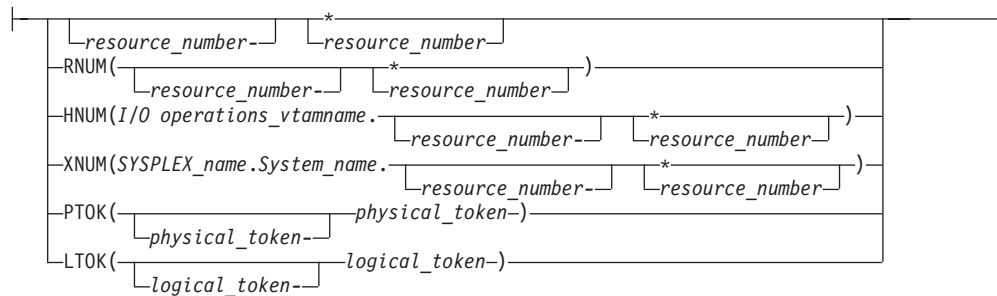 *
resource_number- resource_number
RNUM( * )
resource_number- resource_number
HNUM(I/O operations_vtamname. * )
resource_number- resource_number
XNUM(SYSPLEX_name.System_name. * )
resource_number- resource_number
PTOK( physical_token )
physical_token-
LTOK( logical_token )
logical_token-